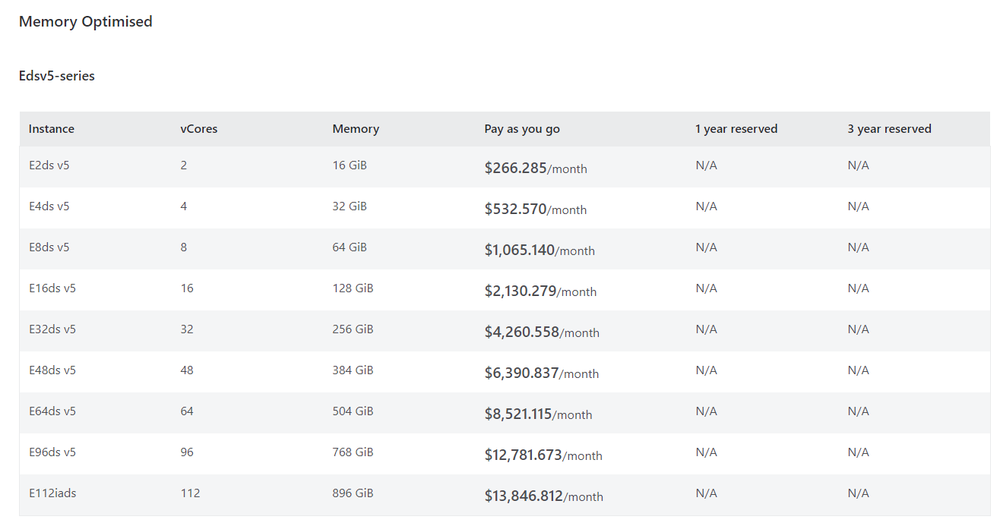 Memory Optimised
Edsv5-series
Instance vCores Memory Pay as you go 1 year reserved 3 year reserved
E2ds v5 2 16 GiB $266.285/month N/A N/A
E4ds v5 4 32 GiB $532.570/month N/A N/A
E8ds v5 8 64 GiB $1,065.140/month N/A N/A
E16ds v5 16 128 GiB $2,130.279/month N/A N/A
E32ds v5 32 256 GiB $4,260.558/month N/A N/A
E48ds v5 48 384 GiB $6,390.837/month N/A N/A
E64ds v5 64 504 GiB $8,521.115/month N/A N/A
E96ds v5 96 768 GiB $12,781.673/month N/A N/A
E112iads 112 896 GiB $13,846.812/month N/A N/A